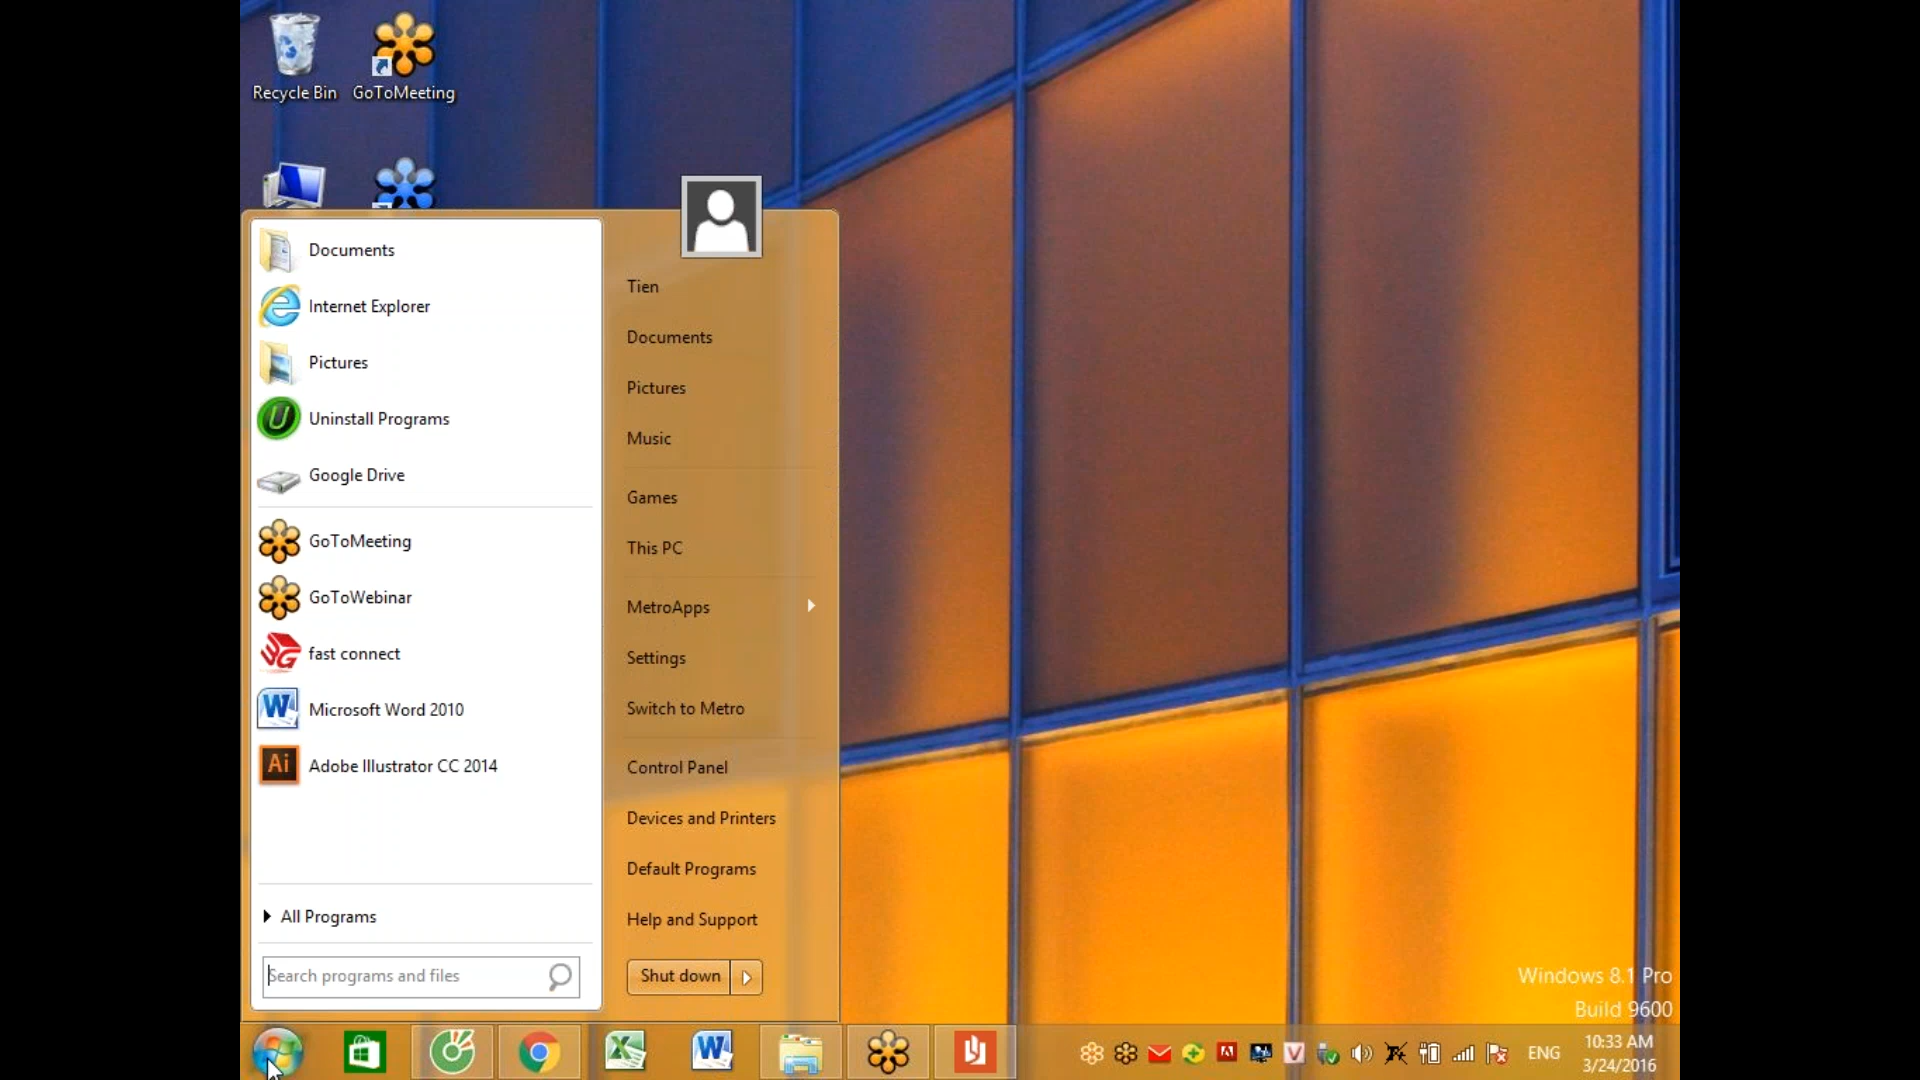 Recycle Bin
GoToMeeting
Documents
Internet Explorer
Pictures
Uninstall Programs
Google Drive
GoToMeeting
GoToWebinar
fast connect
Microsoft Word 2010
Ai
Adobe Illustrator CC 2014
All Programs
Search programs and files
Tien
Documents
Pictures
Music
Games
This PC
MetroApps
Settings
Switch to Metro
Control Panel
Devices and Printers
Default Programs
Help and Support
Shut down
Windows 8.1 Pro
Build 9600
ENG
10:33 AM
3/24/2016